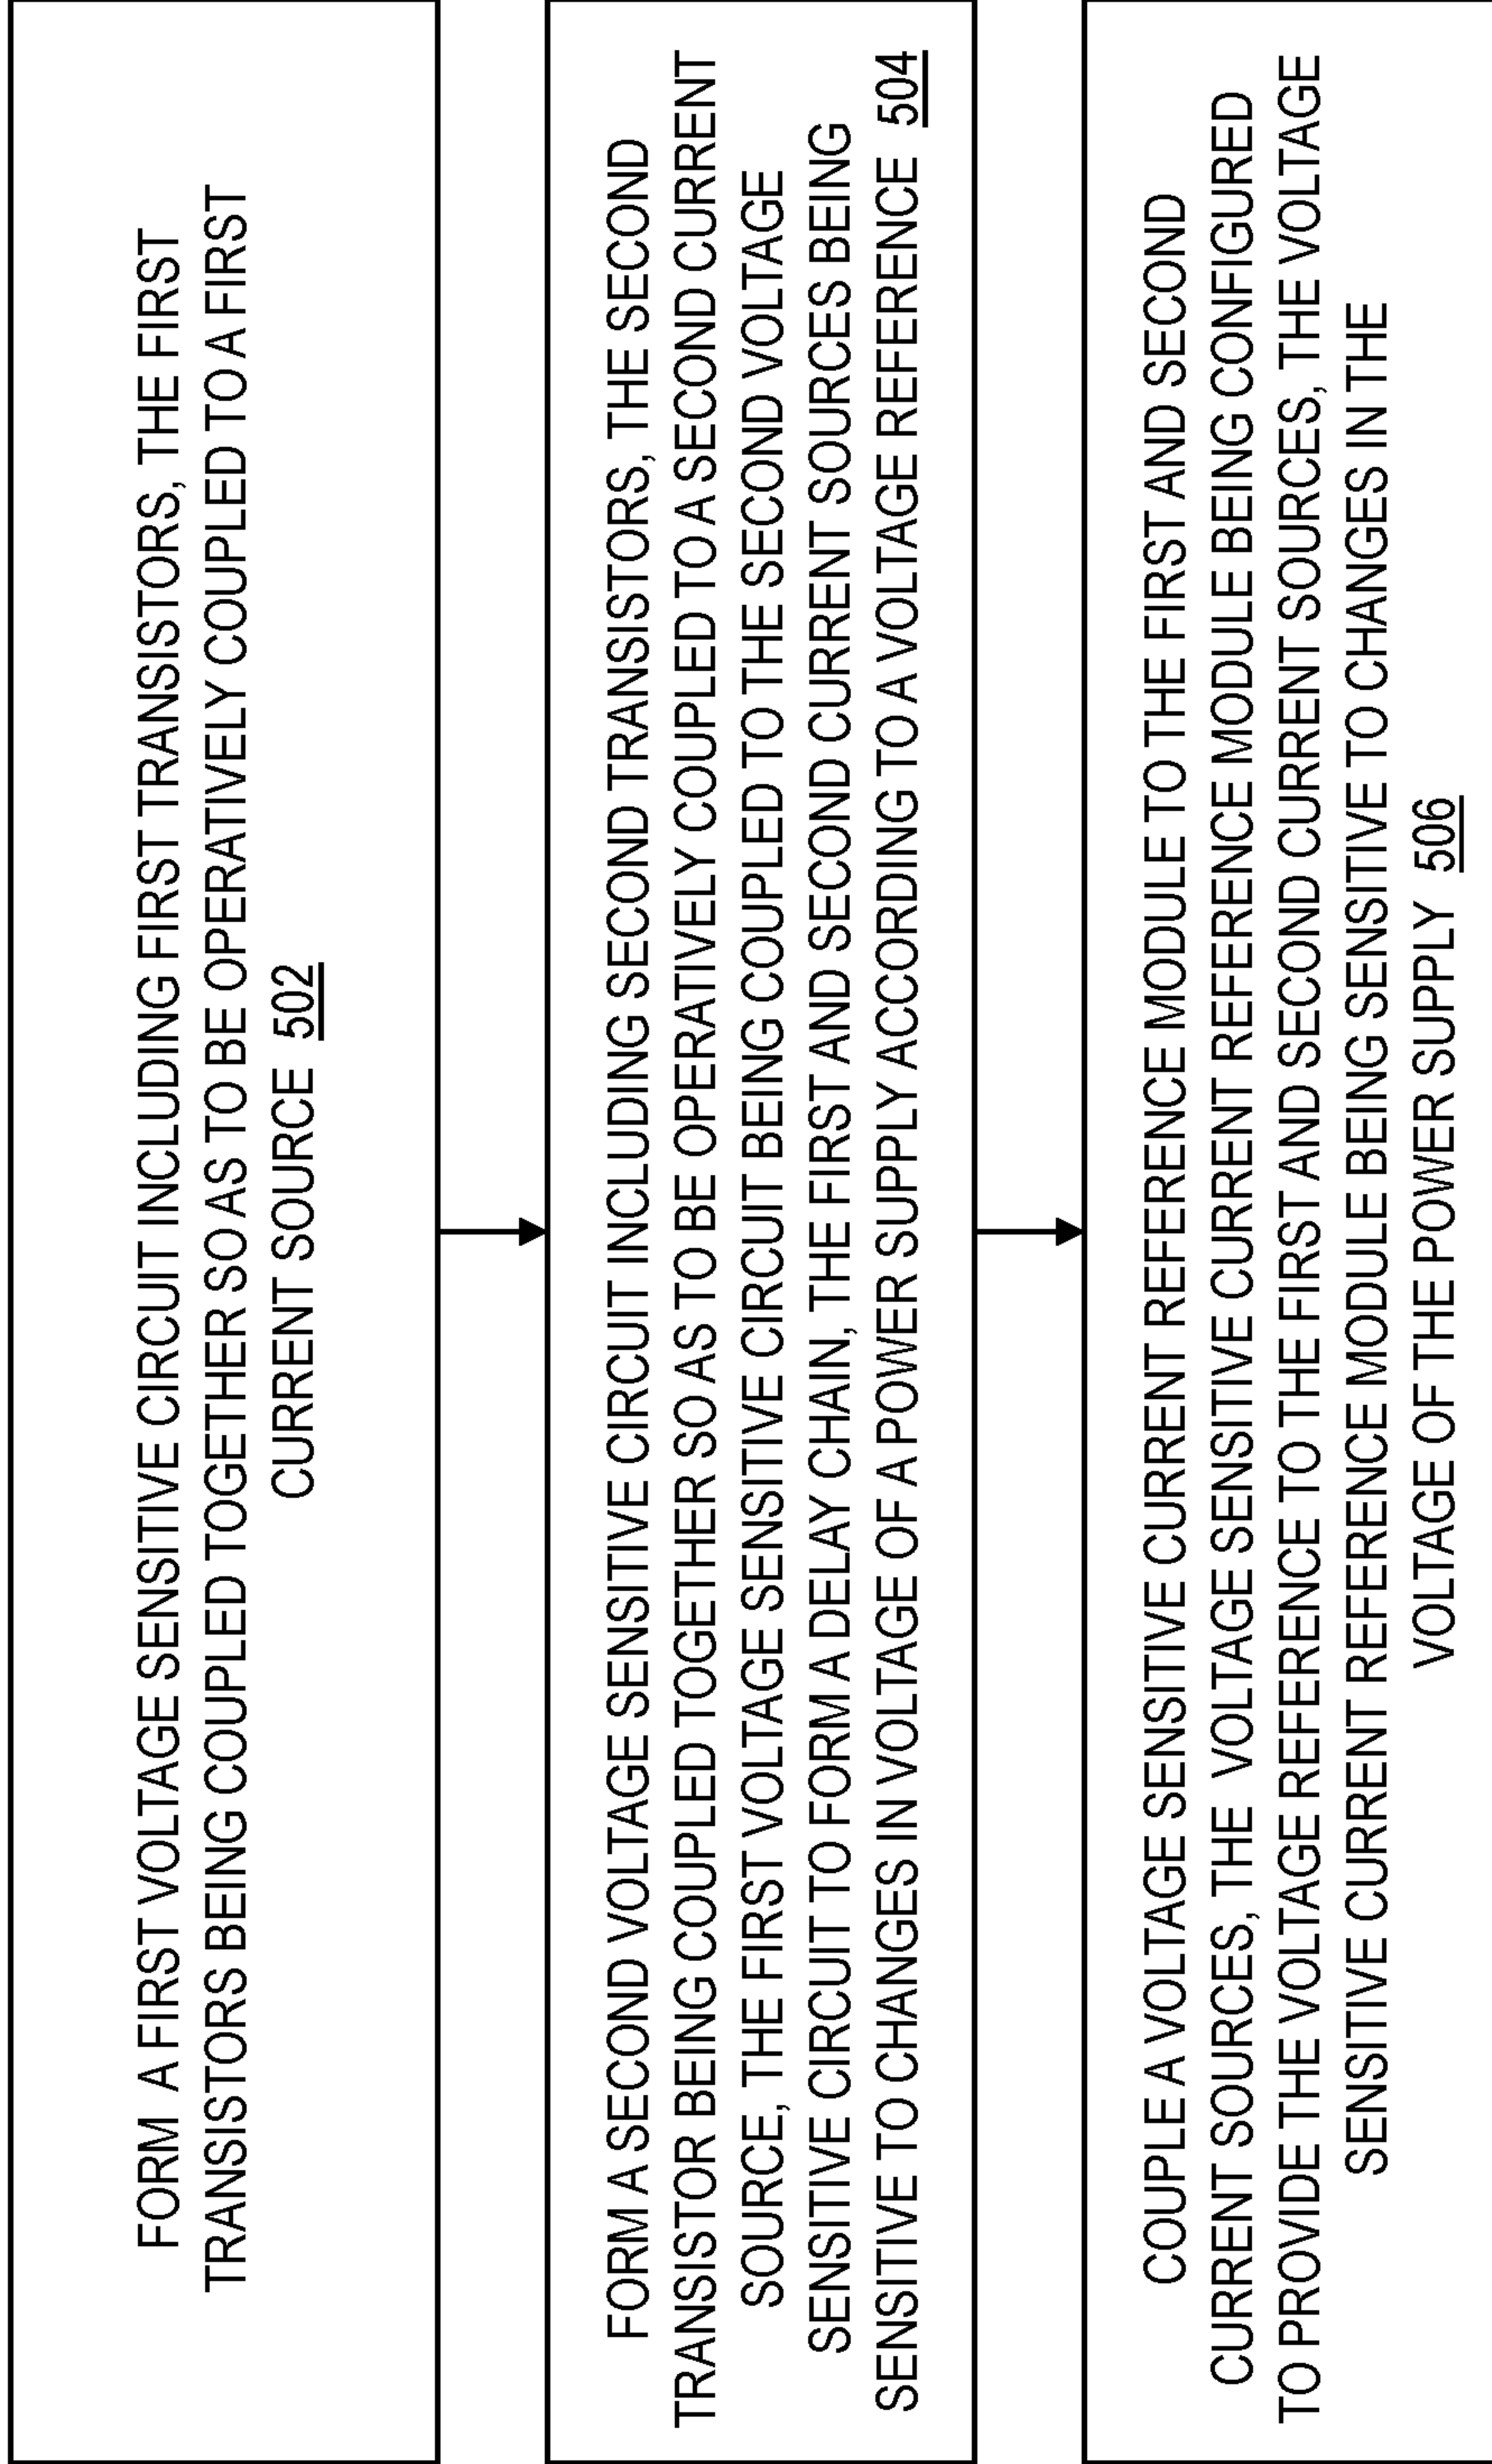 FORM A FIRST VOLTAGE SENSITIVE CIRCUIT INCLUDING FIRST TRANSISTORS, THE FIRST
TRANSISTORS BEING COUPLED TOGETHER SO AS TO BE OPERATIVELY COUPLED TO A FIRST
CURRENT SOURCE 502
FORM A SECOND VOLTAGE SENSITIVE CIRCUIT INCLUDING SECOND TRANSISTORS, THE SECOND
TRANSISTOR BEING COUPLED TOGETHER SO AS TO BE OPERATIVELY COUPLED TO A SECOND CURRENT
SOURCE, THE FIRST VOLTAGE SENSITIVE CIRCUIT BEING COUPLED TO THE SECOND VOLTAGE
SENSITIVE CIRCUIT TO FORM A DELAY CHAIN, THE FIRST AND SECOND CURRENT SOURCES BEING
SENSITIVE TO CHANGES IN VOLTAGE OF A POWER SUPPLY ACCORDING TO A VOLTAGE REFERENCE 504
COUPLE A VOLTAGE SENSITIVE CURRENT REFERENCE MODULE TO THE FIRST AND SECOND
CURRENT SOURCES, THE VOLTAGE SENSITIVE CURRENT REFERENCE MODULE BEING CONFIGURED
TO PROVIDE THE VOLTAGE REFERENCE TO THE FIRST AND SECOND CURRENT SOURCES, THE VOLTAGE
SENSITIVE CURRENT REFERENCE MODULE BEING SENSITIVE TO CHANGES IN THE
VOLTAGE OF THE POWER SUPPLY 506